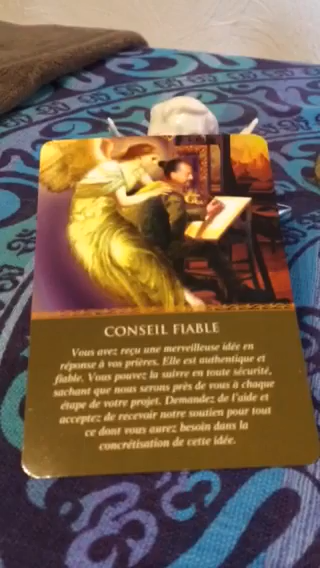 CONSEIL FIABLE
Vous avez reçu une merveilleuse idée en
réponse à vos prières. Elle est authentique et
fiable. Vous pouvez la suivre en toute sécurité,
sachant que nous serons près de vous à chaque
étape de votre projet. Demandez de l'aide et
acceptez de recevoir notre soutien pour tout
ce dont vous aurez besoin dans la
concrétisation de cette idée.